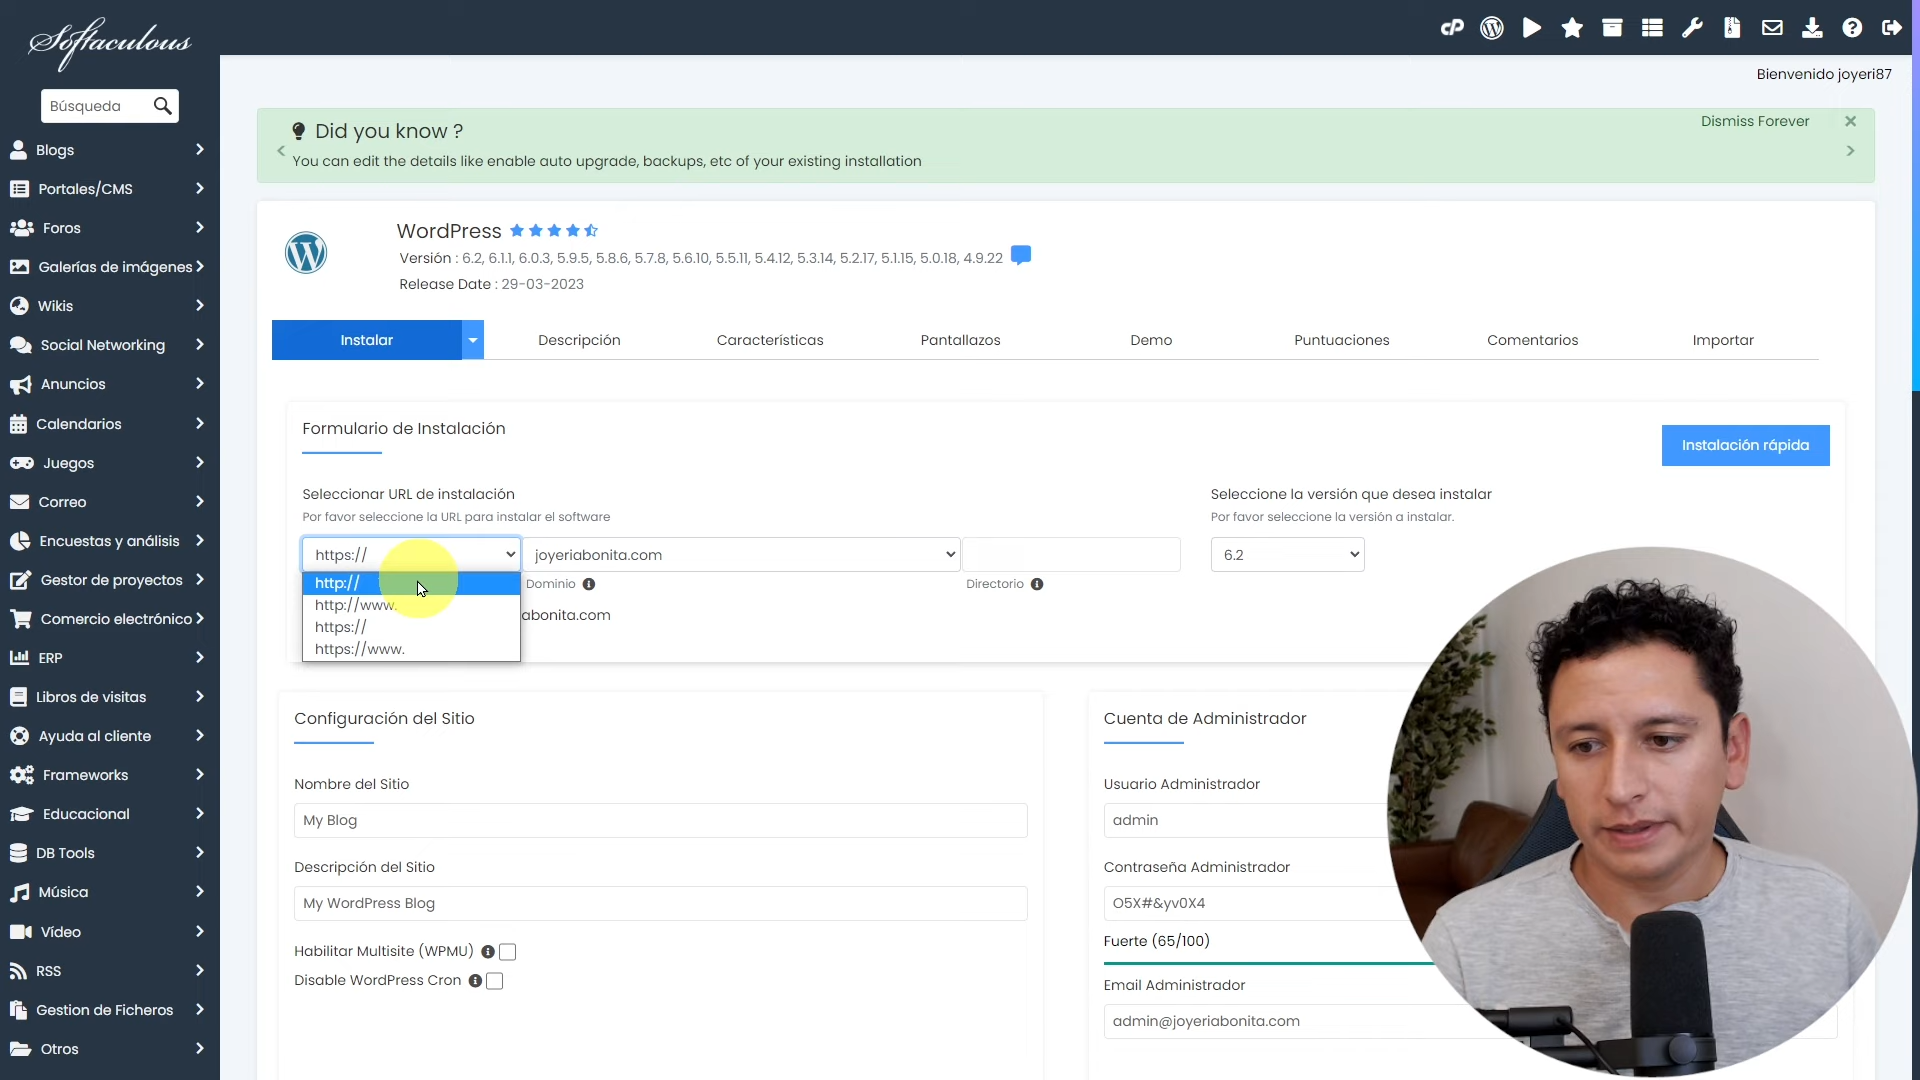 Softaculous
Búsqueda
Blogs
Portales/CMS
Foros
Galerías de imágenes
Wikis
Social Networking
Anuncios
Calendarios
Juegos
Correo
Encuestas y análisis
Gestor de proyectos
Comercio electrónico
ERP
Libros de visitas
Ayuda al cliente
Frameworks
Educacional
DB Tools
Música
Vídeo
RSS
Gestion de Ficheros
Otros
Bienvenido joyeri87
Did you know ?
Dismiss Forever
You can edit the details like enable auto upgrade, backups, etc of your existing installation
WordPress
Versión : 6.2, 6.1.1, 6.0.3, 5.9.5, 5.8.6, 5.7.8, 5.6.10, 5.5.11, 5.4.12, 5.3.14, 5.2.17, 5.1.15, 5.0.18, 4.9.22
Release Date : 29-03-2023
Instalar
Descripción
Características
Pantallazos
Demo
Puntuaciones
Comentarios
Importar
Formulario de Instalación
Instalación rápida
Seleccionar URL de instalación
Por favor seleccione la URL para instalar el software
https://
joyeriabonita.com
http://
http://www.
https://
https://www.
Dominio
Directorio
abonita.com
Seleccione la versión que desea instalar
Por favor seleccione la versión a instalar.
6.2
Configuración del Sitio
Nombre del Sitio
My Blog
Descripción del Sitio
My WordPress Blog
Habilitar Multisite (WPMU)
Disable WordPress Cron
Cuenta de Administrador
Usuario Administrador
admin
Contraseña Administrador
O5X#&yv0X4
Fuerte (65/100)
Email Administrador
admin@joyeriabonita.com